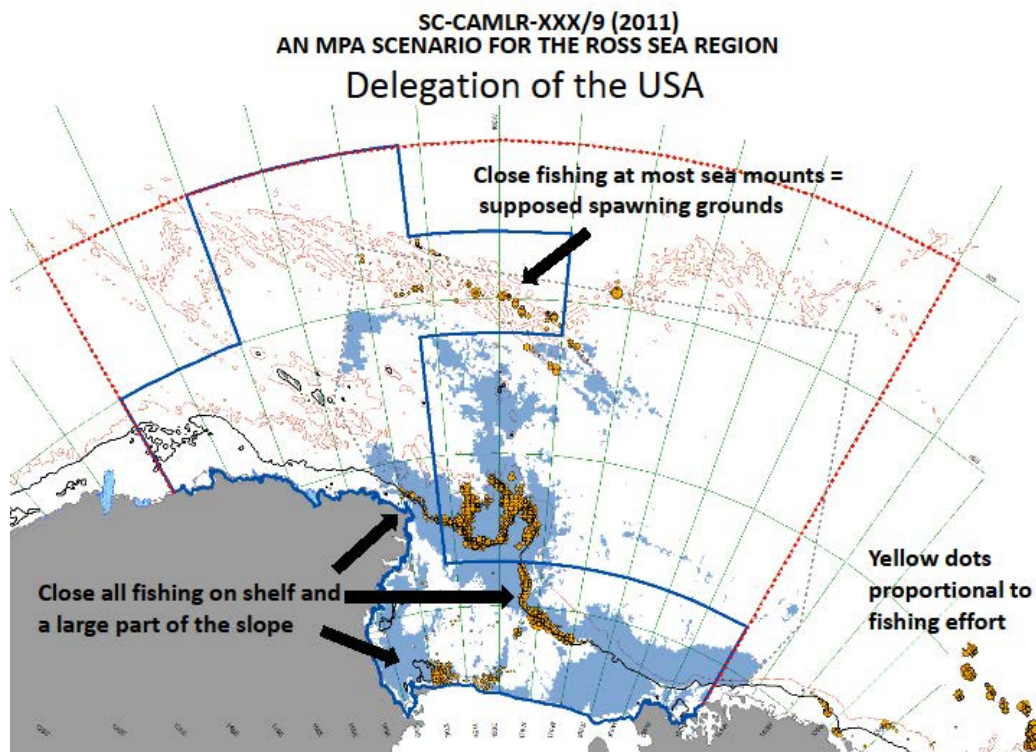 SC-CAMLR-XXX/9 (2011)
AN MPA SCENARIO FOR THE ROSS SEA REGION
Delegation of the USA
Close fishing at most sea mounts =
supposed spawning grounds
Close all fishing on shelf and
a large part of the slope
Yellow dots
proportional to
fishing effort